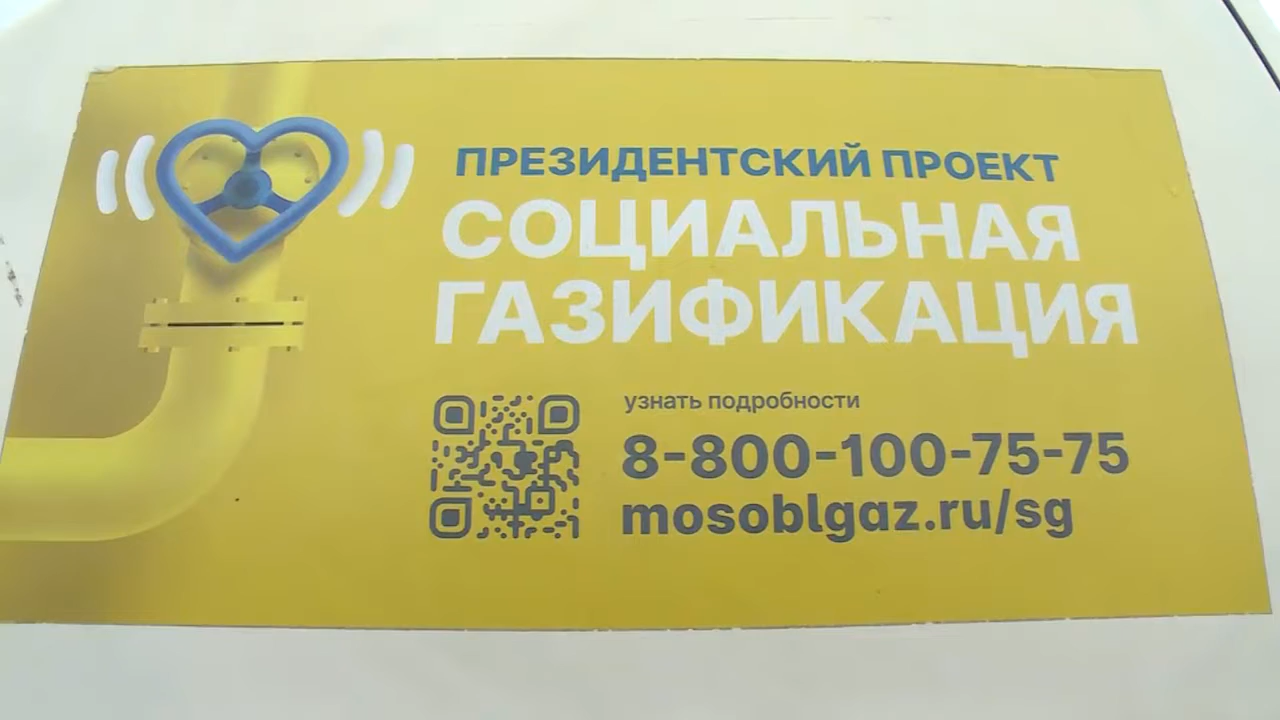 ПРЕЗИДЕНТСКИЙ ПРОЕКТ
СОЦИАЛЬНАЯ
ГАЗИФИКАЦИЯ
узнать подробности
8-800-100-75-75
mosoblgaz.ru/sg